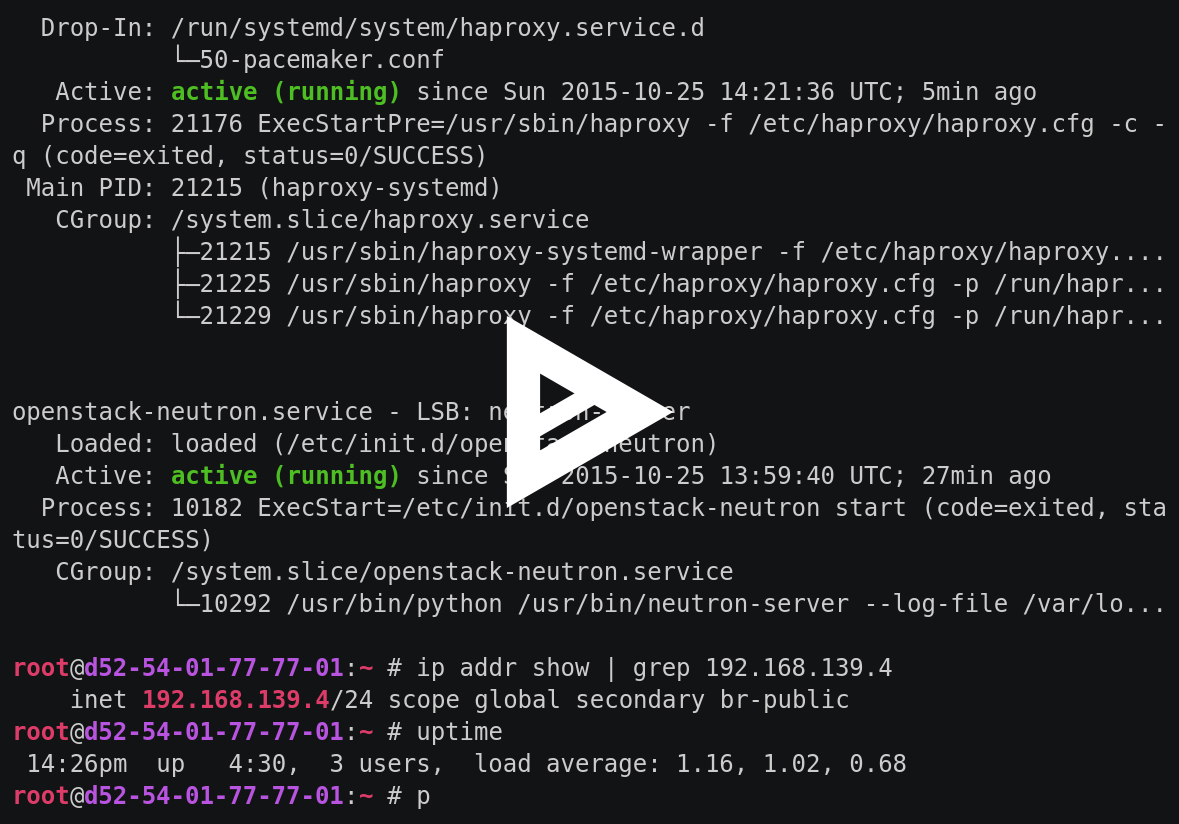 Drop-In: /run/systemd/system/haproxy.service.d
└─50-pacemaker.conf
Active: active (running) since Sun 2015-10-25 14:21:36 UTC; 5min ago
Process: 21176 ExecStartPre=/usr/sbin/haproxy -f /etc/haproxy/haproxy.cfg -c -
q (code=exited, status=0/SUCCESS)
Main PID: 21215 (haproxy-systemd)
CGroup: /system.slice/haproxy.service
├─21215 /usr/sbin/haproxy-systemd-wrapper -f /etc/haproxy/haproxy....
├─21225 /usr/sbin/haproxy -f /etc/haproxy/haproxy.cfg -p /run/hapr...
└─21229 /usr/sbin/haproxy -f /etc/haproxy/haproxy.cfg -p /run/hapr...
openstack-neutron.service - LSB:
Loaded: loaded (/etc/init.d/openstack-neutron)
Active: active (running) since Sun 2015-10-25 13:59:40 UTC; 27min ago
Process: 10182 ExecStart=/etc/init.d/openstack-neutron start (code=exited, sta
tus=0/SUCCESS)
CGroup: /system.slice/openstack-neutron.service
└─10292 /usr/bin/python /usr/bin/neutron-server --log-file /var/lo...
root@d52-54-01-77-77-01:~ # ip addr show | grep 192.168.139.4
inet 192.168.139.4/24 scope global secondary br-public
root@d52-54-01-77-77-01:~ # uptime
14:26pm  up   4:30,  3 users,  load average: 1.16, 1.02, 0.68
root@d52-54-01-77-77-01:~ # p